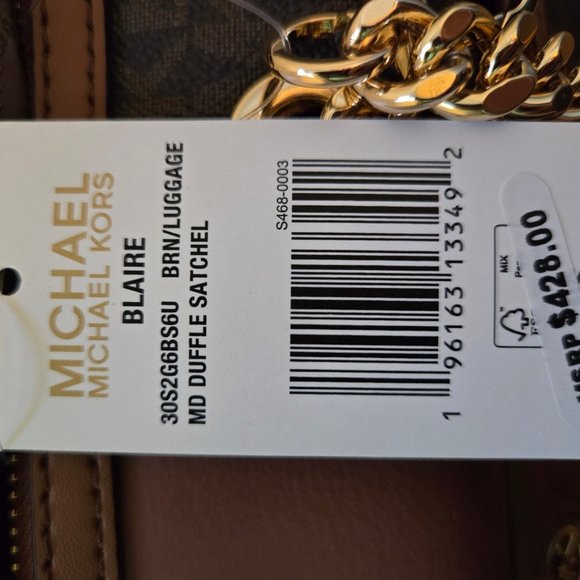 MICHAEL
MICHAEL KORS
BLAIRE
30S2G6BS6U BRN/LUGGAGE
MD DUFFLE SATCHEL
S468-0003
1 96163 13349 2
MIX
MSRP $428.00